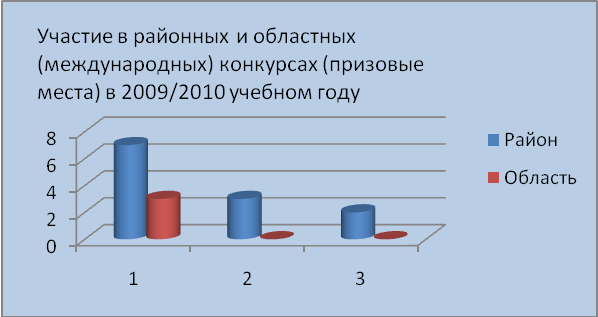 Участие в районных и областных
(международных) конкурсах (призовые
места) в 2009/2010 учебном году
8
6
4
2
0
1 2 3
Район
Область